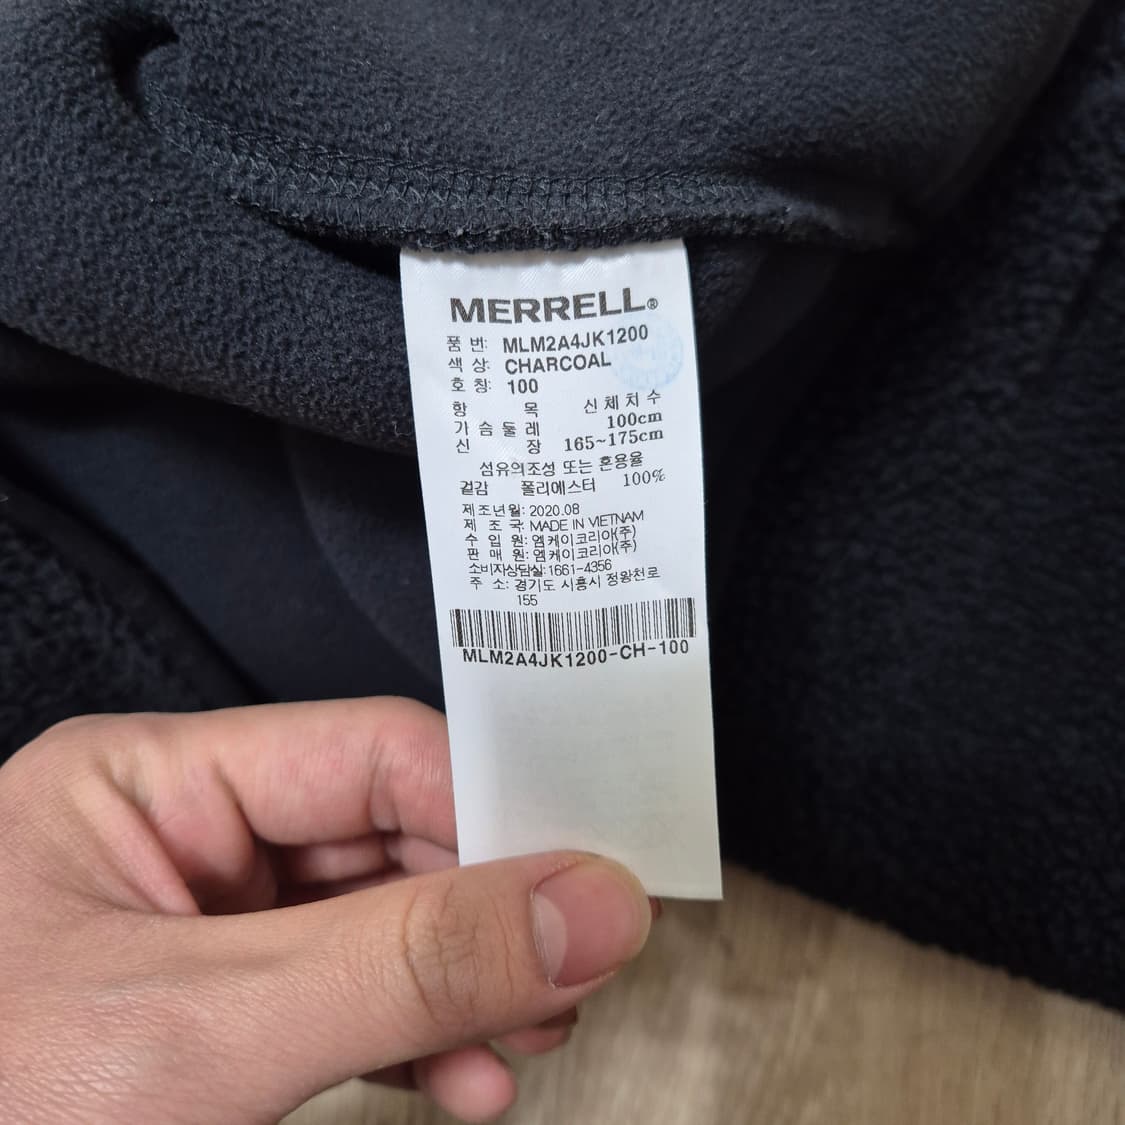 MERRELL®
품 번: MLM2A4JK1200
색 상: CHARCOAL
호 칭: 100
항 목 신체치수
가슴둘레 100cm
신 장 165~175cm
섬유의조성 또는 혼용율
겉감 폴리에스터 100%
제조년월: 2020.08
제 조 국: MADE IN VIETNAM
수 입 원: 엠케이코리아(주)
판 매 원: 엠케이코리아(주)
소비자상담실: 1661-4356
주 소: 경기도 시흥시 정왕천로
155
MLM2A4JK1200-CH-100